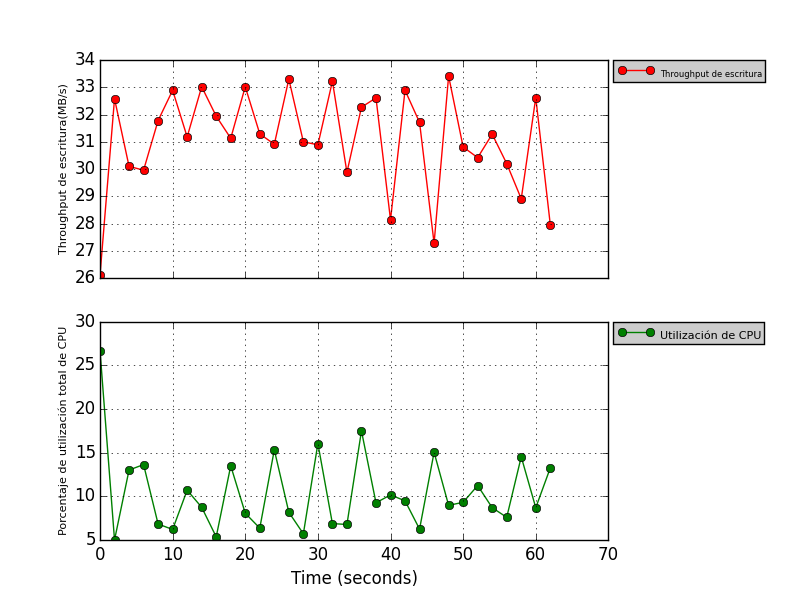 34
33
32
31
30
29
28
27
26
Throughput de escritura(MB/s)
Throughput de escritura
30
25
20
15
10
5
Porcentaje de utilización total de CPU
Utilización de CPU
0 10 20 30 40 50 60 70
Time (seconds)